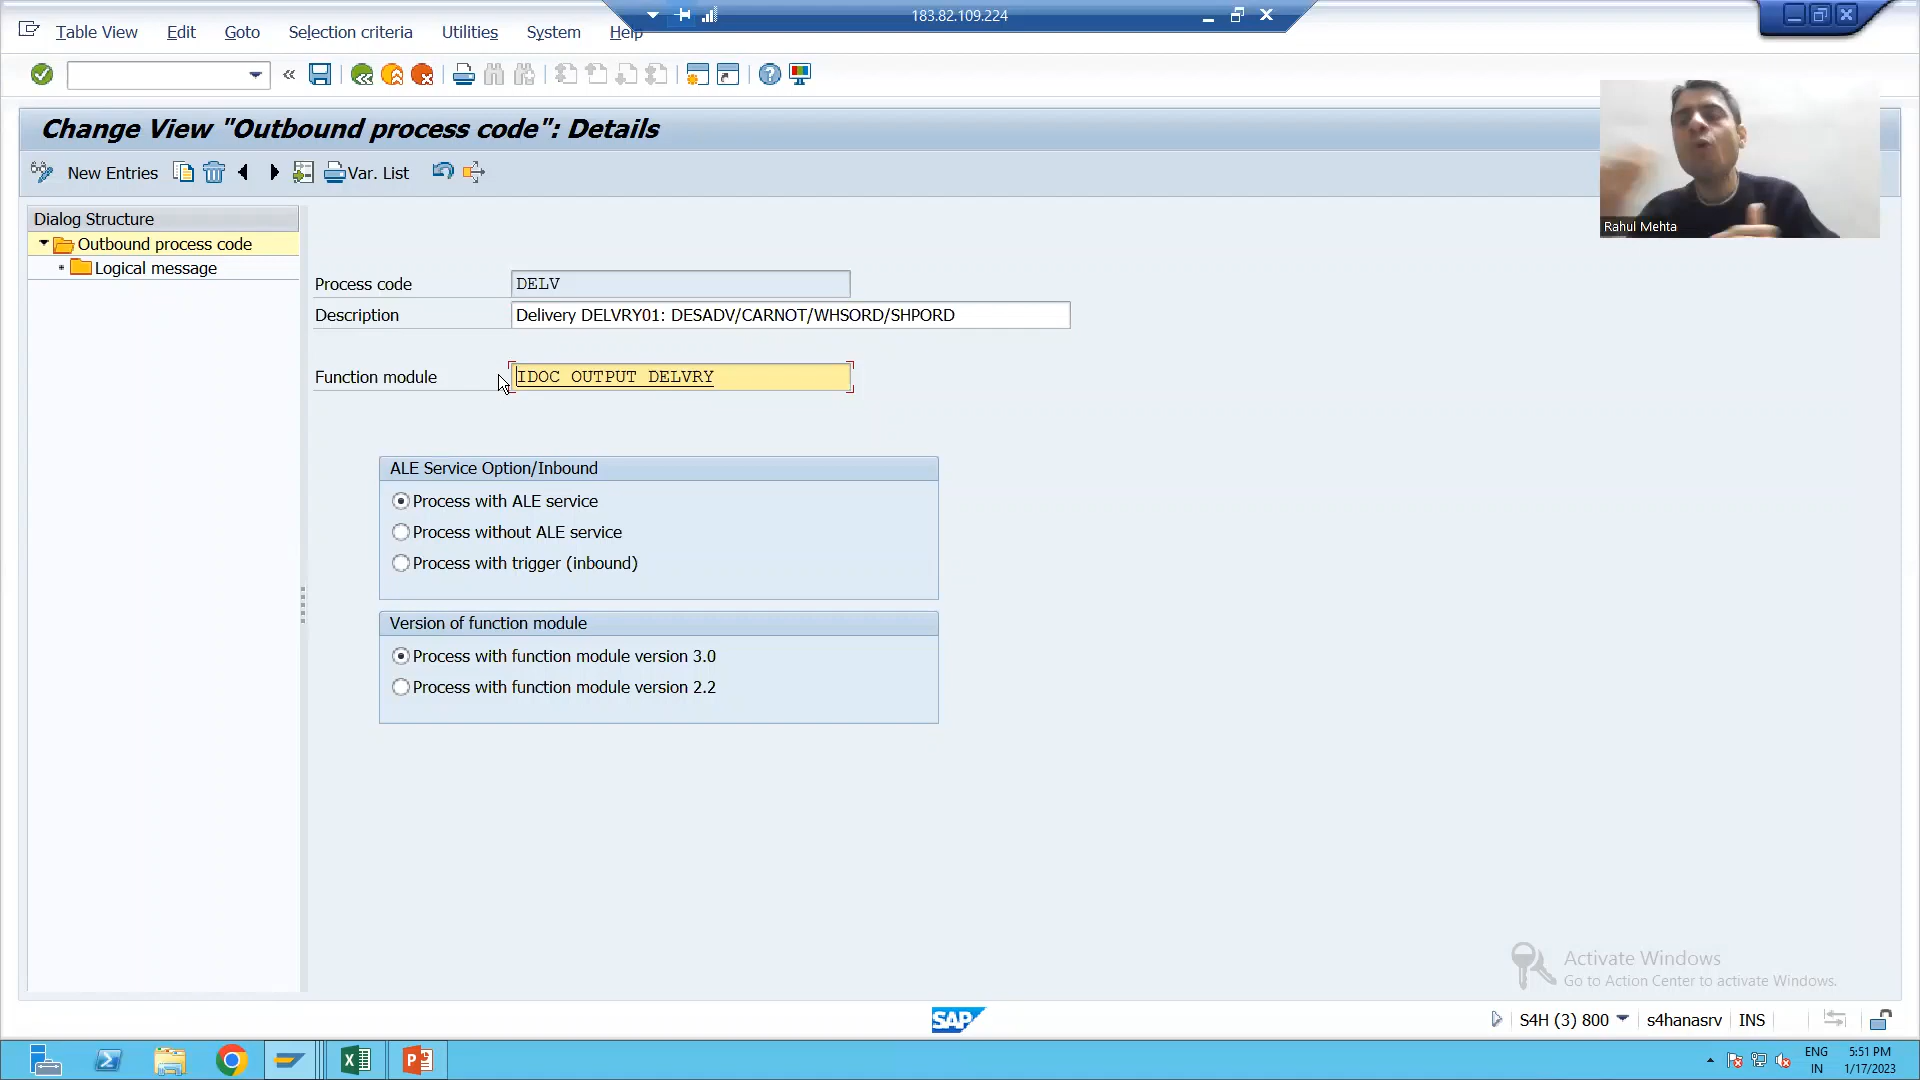 183.82.109.224
Table View Edit Goto Selection criteria Utilities System Help
Change View "Outbound process code": Details
New Entries Var. List
Rahul Mehta
Dialog Structure
Outbound process code
Logical message
Process code DELV
Description Delivery DELVRY01: DESADV/CARNOT/WHSORD/SHPORD
Function module IDOC_OUTPUT_DELVRY
ALE Service Option/Inbound
Process with ALE service
Process without ALE service
Process with trigger (inbound)
Version of function module
Process with function module version 3.0
Process with function module version 2.2
Activate Windows
Go to Action Center to activate Windows.
SAP
S4H (3) 800 s4hanasrv INS
ENG 5:51 PM
IN 1/17/2023